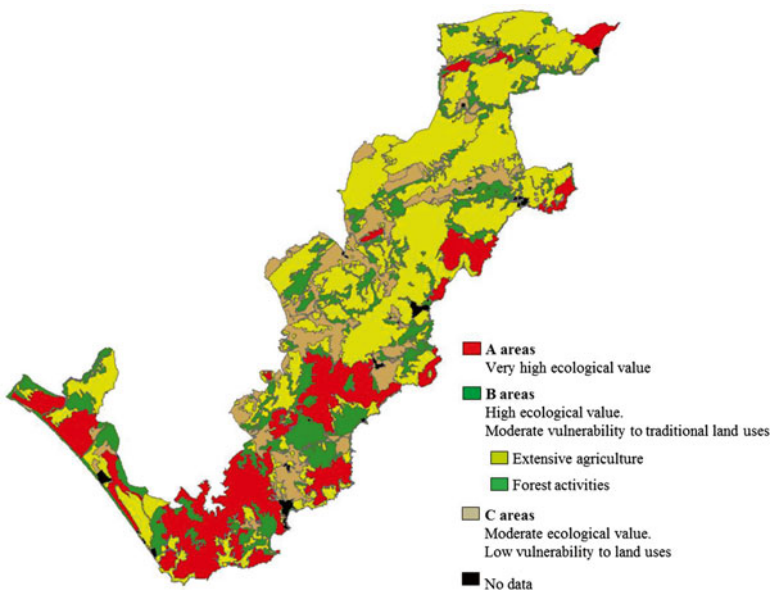 A areas
Very high ecological value
B areas
High ecological value.
Moderate vulnerability to traditional land uses
Extensive agriculture
Forest activities
C areas
Moderate ecological value.
Low vulnerability to land uses
No data